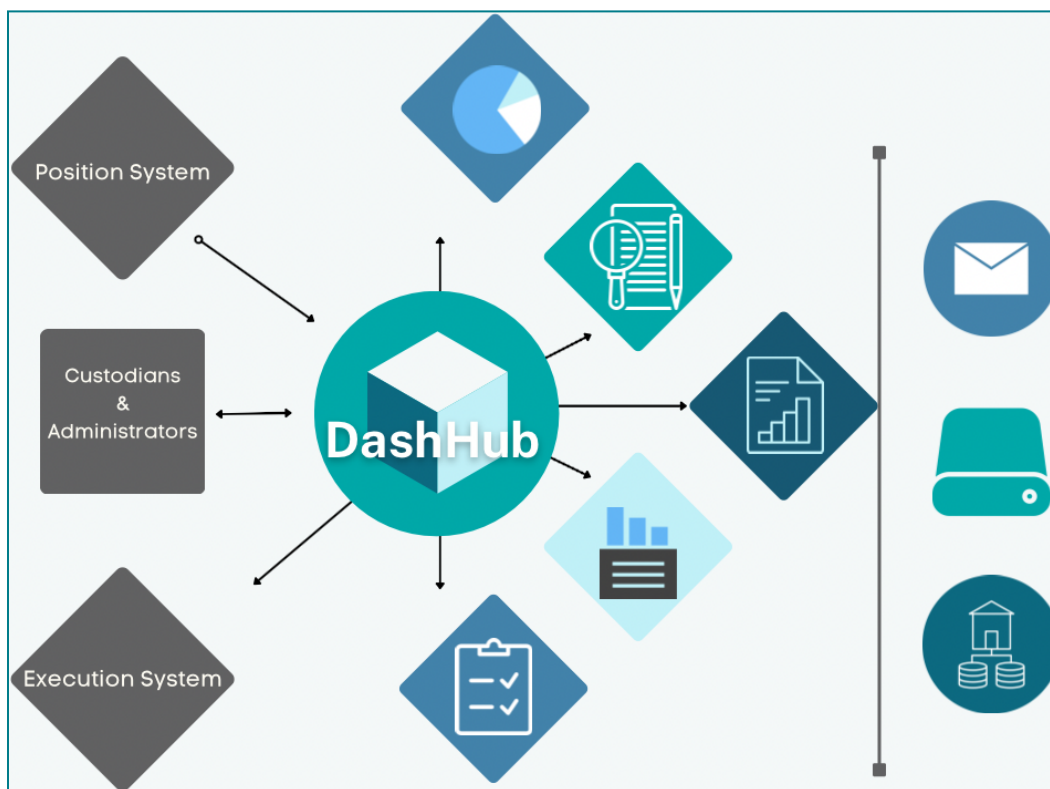 Position System
Custodians
&
Administrators
DashHub
Execution System